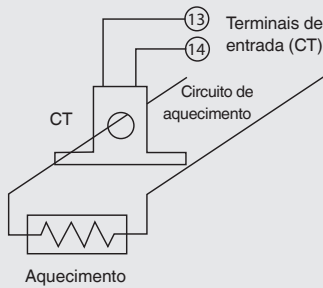 13
Terminais de
14
entrada (CT)
Circuito de
aquecimento
CT
Aquecimento